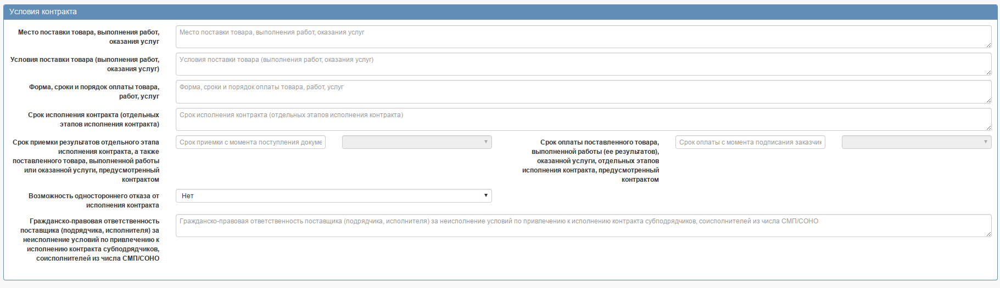 Условия контракта
Место поставки товара, выполнения работ,
оказания услуг
Место поставки товара, выполнения работ, оказания услуг
Условия поставки товара (выполнения работ,
оказания услуг)
Условия поставки товара (выполнения работ, оказания услуг)
Форма, сроки и порядок оплаты товара,
работ, услуг
Форма, сроки и порядок оплаты товара, работ, услуг
Срок исполнения контракта (отдельных
этапов исполнения контракта)
Срок исполнения контракта (отдельных этапов исполнения контракта)
Срок приемки результатов отдельного этапа
исполнения контракта, а также
поставленного товара, выполненной работы
или оказанной услуги, предусмотренный
контрактом
Срок приемки с момента поступления докуме
Срок оплаты поставленного товара,
выполненной работы (ее результатов),
оказанной услуги, отдельных этапов
исполнения контракта, предусмотренный
контрактом
Срок оплаты с момента подписания заказчик
Возможность одностороннего отказа от
исполнения контракта
Нет
Гражданско-правовая ответственность
поставщика (подрядчика, исполнителя) за
неисполнение условий по привлечению к
исполнению контракта субподрядчиков,
соисполнителей из числа СМП/СОНО
Гражданско-правовая ответственность поставщика (подрядчика, исполнителя) за неисполнение условий по привлечению к исполнению контракта субподрядчиков, соисполнителей из числа СМП/СОНО